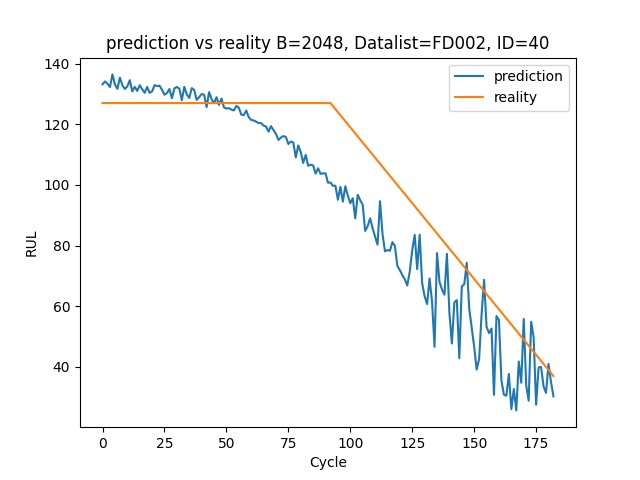 prediction vs reality B=2048, Datalist=FD002, ID=40
prediction
reality
RUL
140
120
100
80
60
40
0 25 50 75 100 125 150 175
Cycle